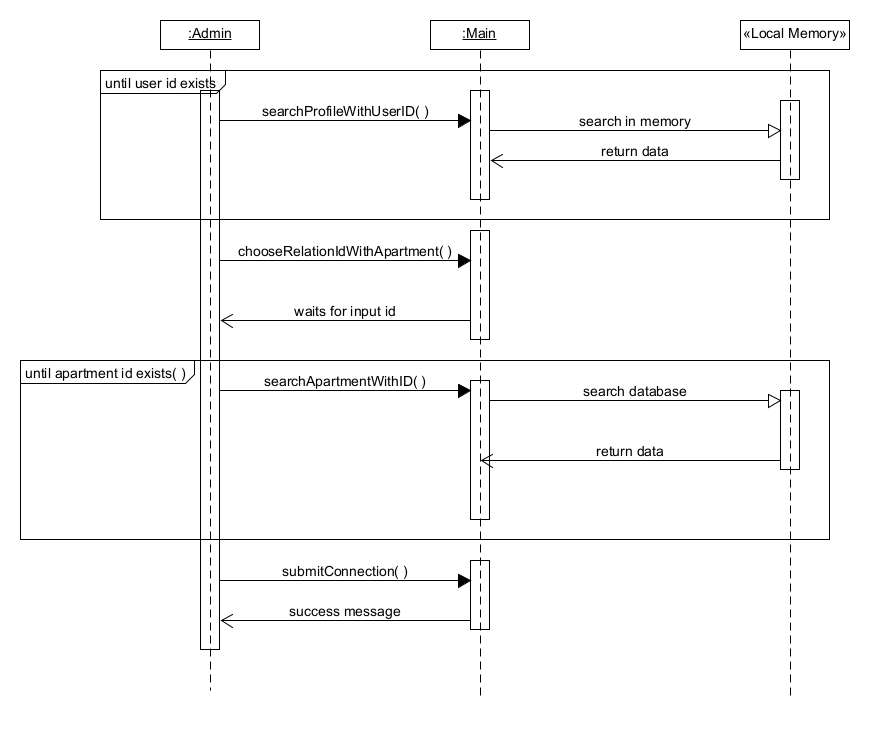 :Admin
:Main
«Local Memory»
until user id exists
searchProfileWithUserID( )
search in memory
return data
chooseRelationIdWithApartment( )
waits for input id
until apartment id exists( )
searchApartmentWithID( )
search database
return data
submitConnection( )
success message